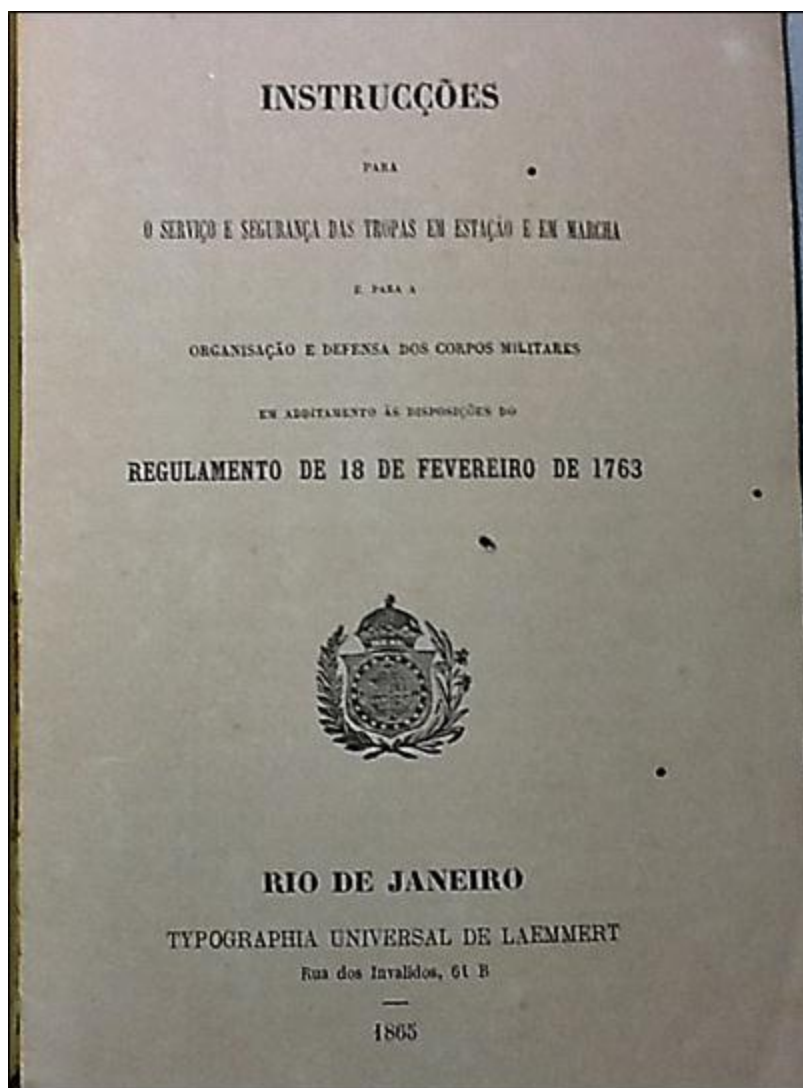 INSTRUCÇÕES
PARA
O SERVIÇO E SEGURANÇA DAS TROPAS EM ESTAÇÃO E EM MARCHA
E PARA A
ORGANISAÇÃO E DEFENSA DOS CORPOS MILITARES
EM ADDITAMENTO ÁS DISPOSIÇÕES DO
REGULAMENTO DE 18 DE FEVEREIRO DE 1763
RIO DE JANEIRO
TYPOGRAPHIA UNIVERSAL DE LAEMMERT
Rua dos Invalidos, 61 B
1865